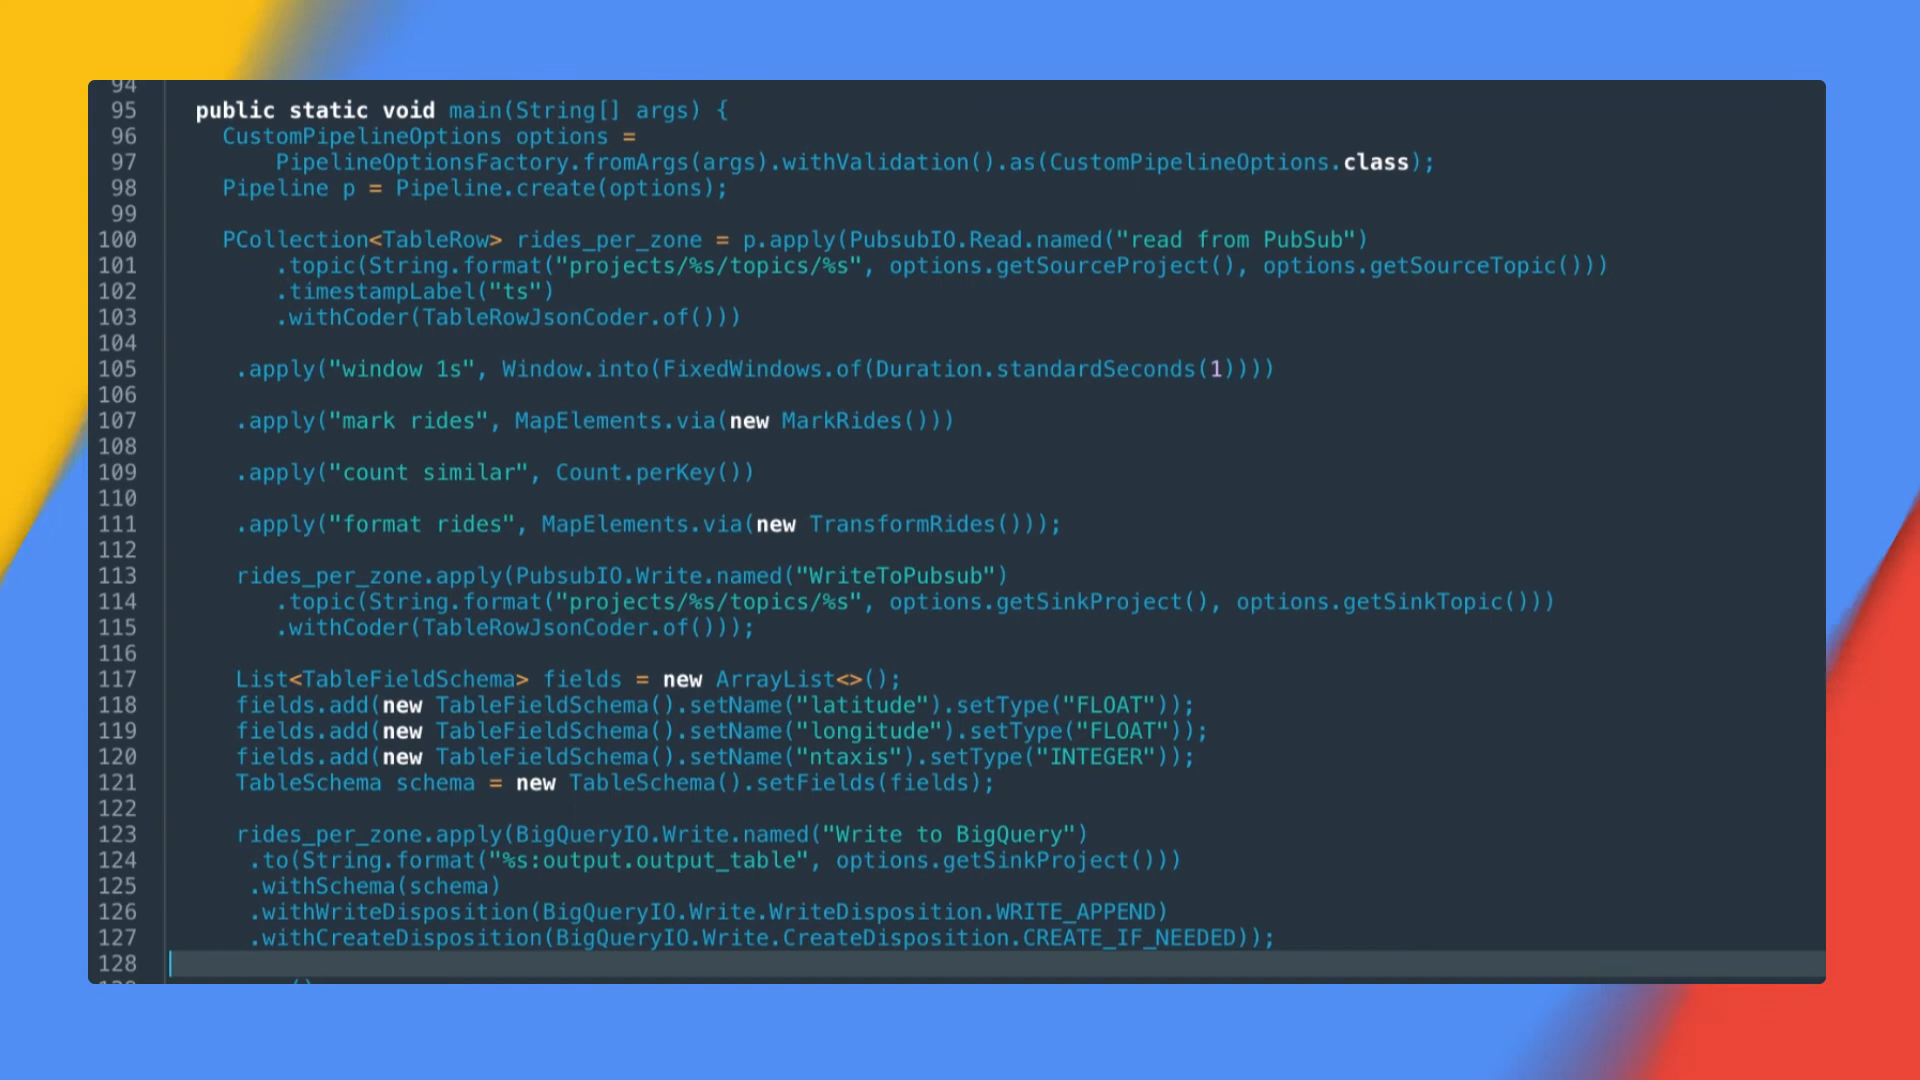 94
95 public static void main(String[] args) {
96 CustomPipelineOptions options =
97 PipelineOptionsFactory.fromArgs(args).withValidation().as(CustomPipelineOptions.class);
98 Pipeline p = Pipeline.create(options);
99
100 PCollection<TableRow> rides_per_zone = p.apply(PubsubIO.Read.named("read from PubSub")
101 .topic(String.format("projects/%s/topics/%s", options.getSourceProject(), options.getSourceTopic()))
102 .timestampLabel("ts")
103 .withCoder(TableRowJsonCoder.of()))
104
105 .apply("window 1s", Window.into(FixedWindows.of(Duration.standardSeconds(1))))
106
107 .apply("mark rides", MapElements.via(new MarkRides()))
108
109 .apply("count similar", Count.perKey())
110
111 .apply("format rides", MapElements.via(new TransformRides()));
112
113 rides_per_zone.apply(PubsubIO.Write.named("WriteToPubsub")
114 .topic(String.format("projects/%s/topics/%s", options.getSinkProject(), options.getSinkTopic()))
115 .withCoder(TableRowJsonCoder.of()));
116
117 List<TableFieldSchema> fields = new ArrayList<>();
118 fields.add(new TableFieldSchema().setName("latitude").setType("FLOAT"));
119 fields.add(new TableFieldSchema().setName("longitude").setType("FLOAT"));
120 fields.add(new TableFieldSchema().setName("ntaxis").setType("INTEGER"));
121 TableSchema schema = new TableSchema().setFields(fields);
122
123 rides_per_zone.apply(BigQueryIO.Write.named("Write to BigQuery")
124 .to(String.format("%s:output.output_table", options.getSinkProject()))
125 .withSchema(schema)
126 .withWriteDisposition(BigQueryIO.Write.WriteDisposition.WRITE_APPEND)
127 .withCreateDisposition(BigQueryIO.Write.CreateDisposition.CREATE_IF_NEEDED));
128